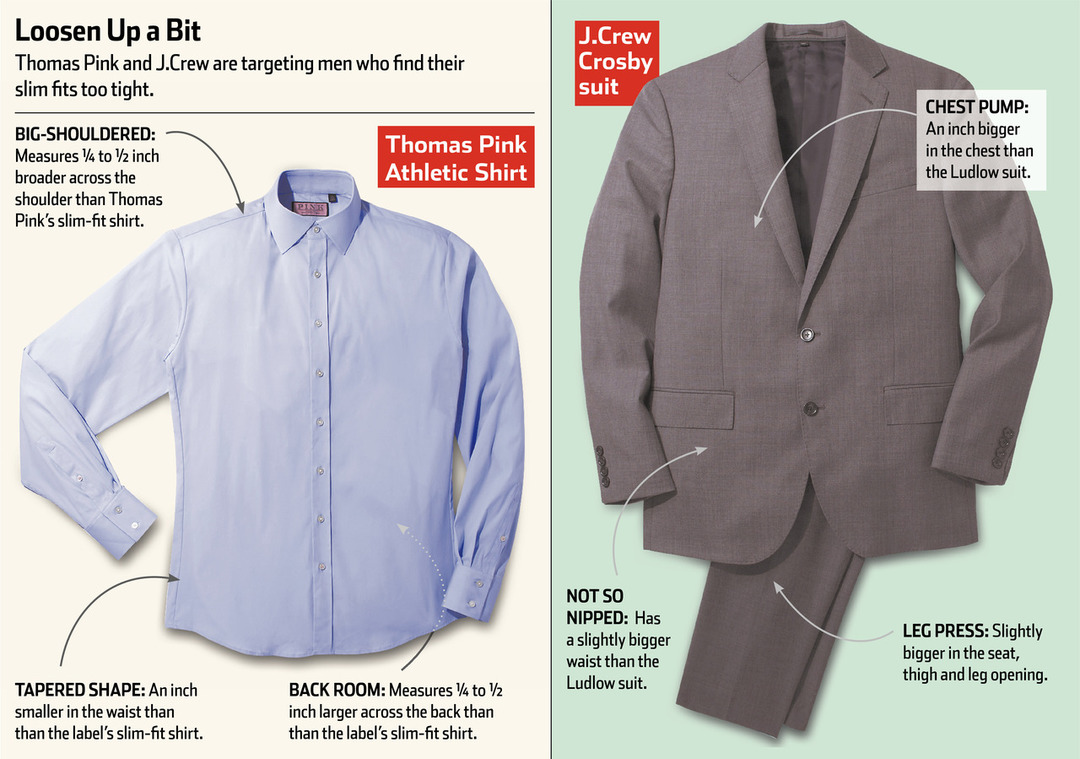 Loosen Up a Bit
Thomas Pink and J.Crew are targeting men who find their
slim fits too tight.
BIG-SHOULDERED:
Measures ¼ to ½ inch
broader across the
shoulder than Thomas
Pink's slim-fit shirt.
Thomas Pink
Athletic Shirt
PINK
TAPERED SHAPE: An inch
smaller in the waist than
than the label's slim-fit shirt.
BACK ROOM: Measures ¼ to ½
inch larger across the back than
than the label's slim-fit shirt.
J.Crew
Crosby
suit
CHEST PUMP:
An inch bigger
in the chest than
the Ludlow suit.
NOT SO
NIPPED: Has
a slightly bigger
waist than the
Ludlow suit.
LEG PRESS: Slightly
bigger in the seat,
thigh and leg opening.